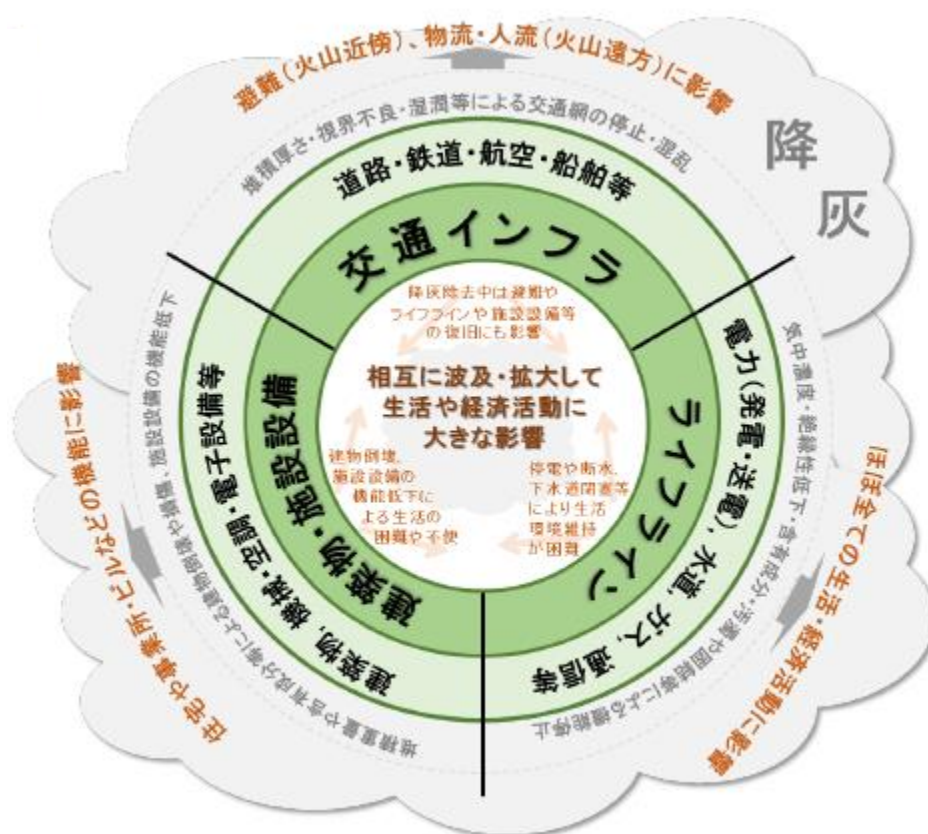 避難(火山近傍)、物流・人流(火山遠方)に影響
堆積厚さ・視界不良・湿潤等による交通網の停止・混乱
降灰
道路・鉄道・航空・船舶等
交通インフラ
降灰除去中は避難や
ライフラインや施設設備等
の復旧にも影響
相互に波及・拡大して
生活や経済活動に
大きな影響
建物倒壊、
施設設備の
機能低下に
よる生活の
困難や不便
停電や断水、
下水道閉塞等
により生活
環境維持
が困難
ライフライン
電力(発電・送電)、水道、ガス、通信等
気中濃度・絶縁性低下・含有成分・汚濁や固結等による機能停止
ほぼ全ての生活・経済活動に影響
建築物・施設設備
建築物、機械・空調・電子設備等
堆積重量や含有成分等による建物倒壊や損傷、施設設備の機能低下
住宅や事業所・ビルなどの機能に影響